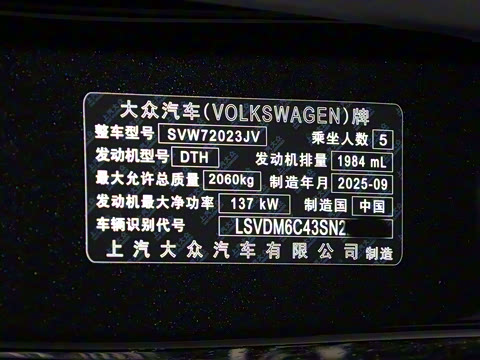 大众汽车(VOLKSWAGEN)牌
整车型号 SVW72023JV 乘坐人数 5
发动机型号 DTH 发动机排量 1984 mL
最大允许总质量 2060kg 制造年月 2025-09
发动机最大净功率 137 kW 制造国 中国
车辆识别代号 LSVDM6C43SN2
上汽大众汽车有限公司 制造